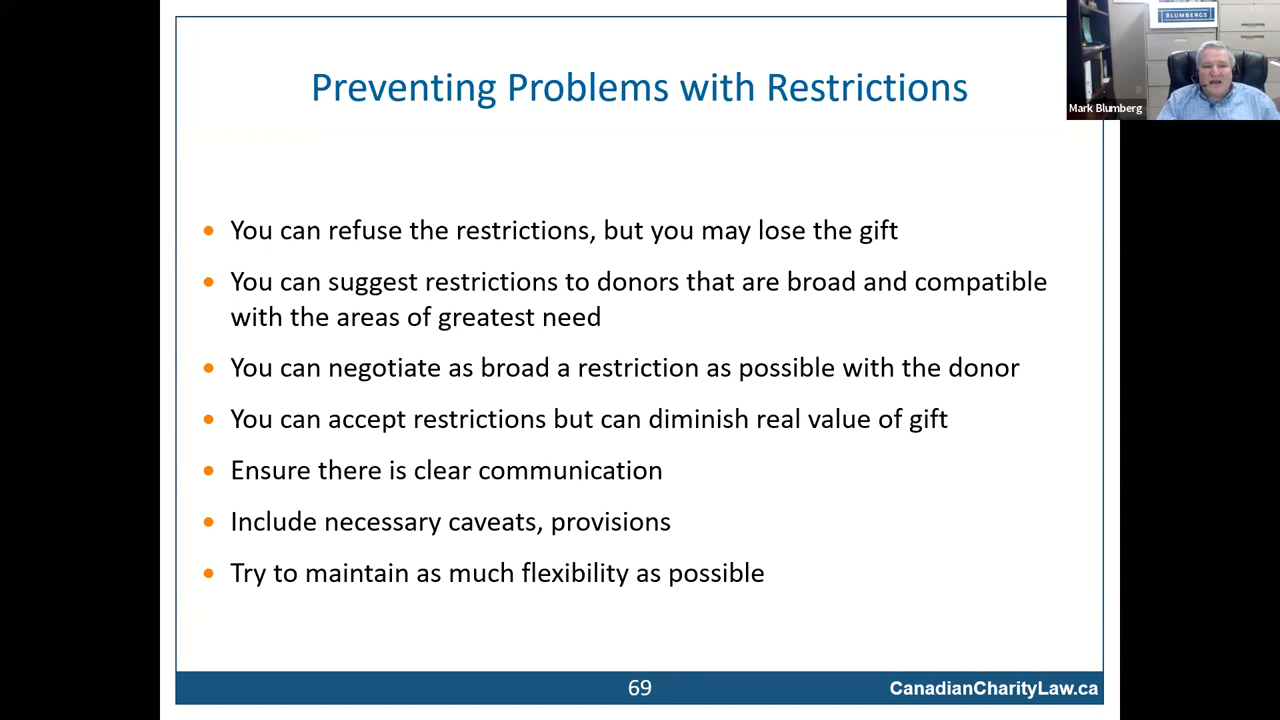 BLUMBERGS
Mark Blumberg
Preventing Problems with Restrictions
• You can refuse the restrictions, but you may lose the gift
• You can suggest restrictions to donors that are broad and compatible
with the areas of greatest need
• You can negotiate as broad a restriction as possible with the donor
• You can accept restrictions but can diminish real value of gift
• Ensure there is clear communication
• Include necessary caveats, provisions
• Try to maintain as much flexibility as possible
69
CanadianCharityLaw.ca